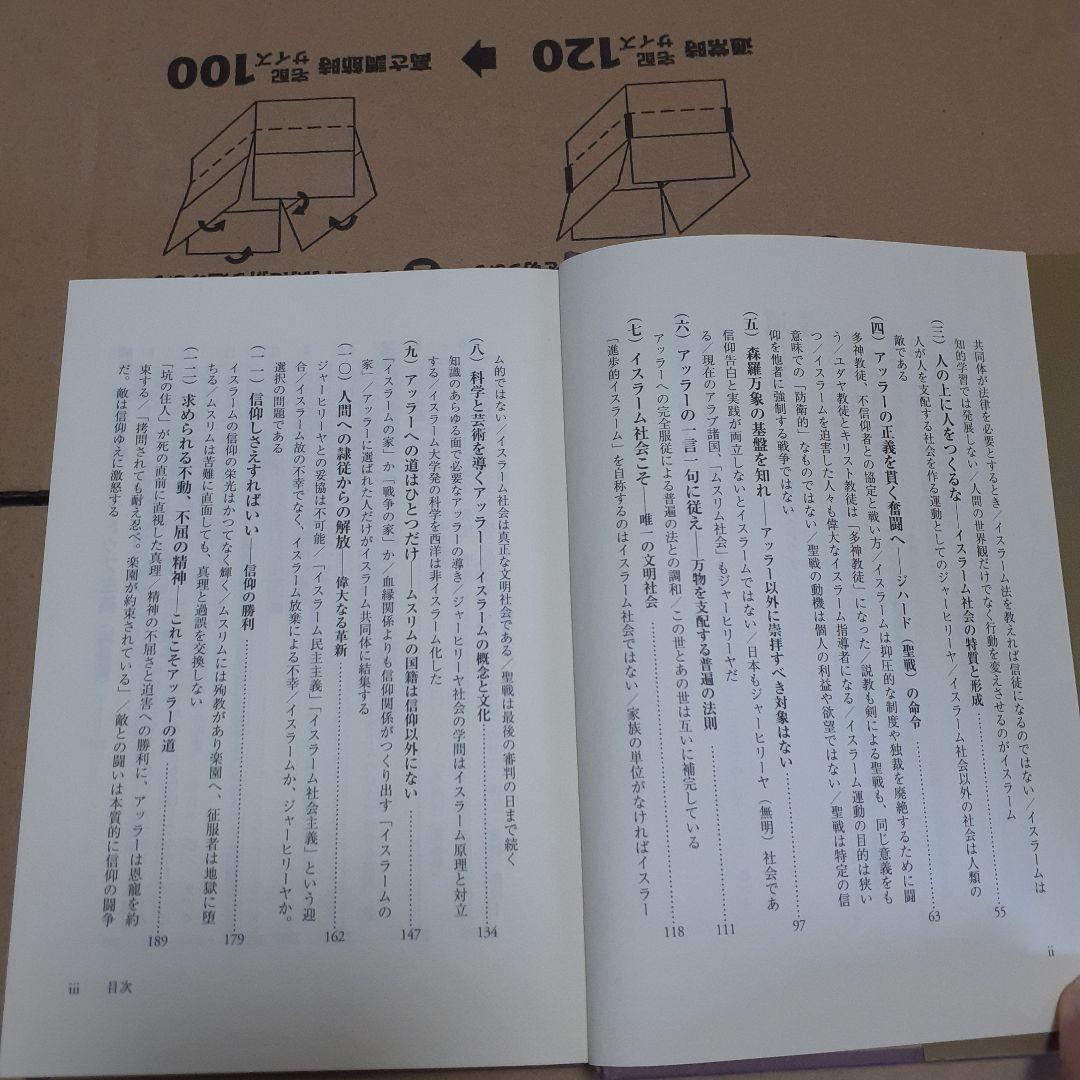 通常時 宅配サイズ120
高さ調節時 宅配サイズ100
共同体が法律を必要とするとき／イスラーム法を教えれば信徒になるのではない／イスラームは
知的学習では発展しない／人間の世界観だけでなく行動を変えさせるのがイスラーム
（三）人の上に人をつくるな――イスラーム社会の特質と形成……55
人が人を支配する社会を作る運動としてのジャーヒリーヤ／イスラーム社会以外の社会は人類の
敵である
（四）アッラーの正義を貫く奮闘へ――ジハード（聖戦）の命令……63
多神教徒、不信仰者との協定と戦い方／イスラームは抑圧的な制度や独裁を廃絶するために闘
う／ユダヤ教徒とキリスト教徒は「多神教徒」になった／説教も剣による聖戦も、同じ意義をも
つ／イスラームを迫害した人々も偉大なイスラーム指導者になる／イスラーム運動の目的は狭い
意味での「防衛的」なものではない／聖戦の動機は個人の利益や欲望ではない／聖戦は特定の信
仰を他者に強制する戦争ではない
（五）森羅万象の基盤を知れ――アッラー以外に崇拝すべき対象はない……97
信仰告白と実践が両立しないとイスラームではない／日本もジャーヒリーヤ（無明）社会であ
る／現在のアラブ諸国、「ムスリム社会」もジャーヒリーヤだ
（六）アッラーの一言一句に従え――万物を支配する普遍の法則……111
アッラーへの完全服従による普遍の法との調和／この世とあの世は互いに補完している
（七）イスラーム社会こそ――唯一の文明社会……118
「進歩的イスラーム」を自称するのはイスラーム社会ではない／家族の単位がなければイスラー
ii
ム的ではない／イスラーム社会は真正な文明社会である／聖戦は最後の審判の日まで続く
（八）科学と芸術を導くアッラー――イスラームの概念と文化……134
知識のあらゆる面で必要なアッラーの導き／ジャーヒリーヤ社会の学問はイスラーム原理と対立
する／イスラーム大学発の科学を西洋は非イスラーム化した
（九）アッラーへの道はひとつだけ――ムスリムの国籍は信仰以外にない……147
「イスラームの家」か「戦争の家」か／血縁関係よりも信仰関係がつくり出す「イスラームの
家」／アッラーに選ばれた人だけがイスラーム共同体に結集する
（一〇）人間への隷従からの解放――偉大なる革新……162
ジャーヒリーヤとの妥協は不可能／「イスラーム民主主義」「イスラーム社会主義」という迎
合／イスラーム故の不幸でなく、イスラーム放棄による不幸／イスラームか、ジャーヒリーヤか。
選択の問題である
（一一）信仰しさえすればいい――信仰の勝利……179
イスラームの信仰の栄光はかつてなく輝く／ムスリムには殉教があり楽園へ、征服者は地獄に堕
ちる／ムスリムは苦難に直面しても、真理と過誤を交換しない
（一二）求められる不動、不屈の精神――これこそアッラーの道……189
「坑の住人」が死の直前に直視した真理／精神の不屈さと迫害への勝利に、アッラーは恩寵を約
束する／「拷問されても耐え忍べ。楽園が約束されている」／敵との闘いは本質的に信仰の闘争
だ。敵は信仰ゆえに激怒する
iii 目次